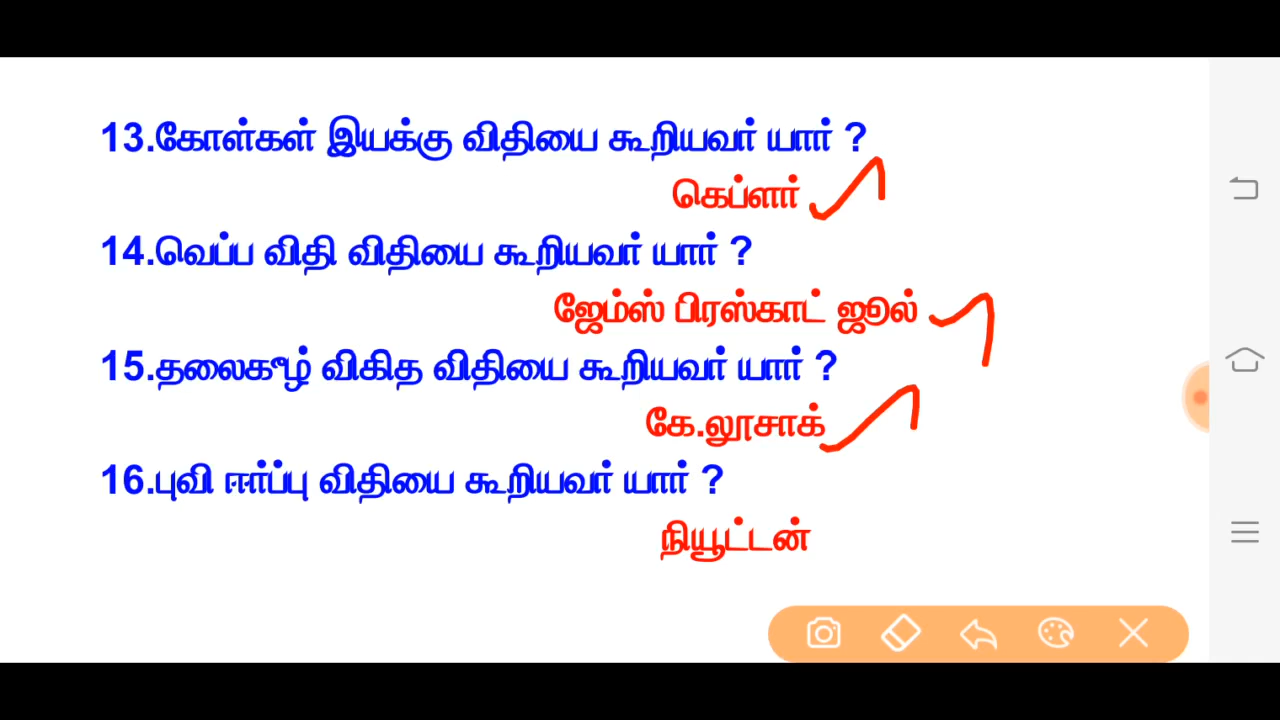 13.கோள்கள் இயக்கு விதியை கூறியவர் யார் ?
கெப்ளர்
14.வெப்ப விதி விதியை கூறியவர் யார் ?
ஜேம்ஸ் பிரஸ்காட் ஜூல்
15.தலைகீழ் விகித விதியை கூறியவர் யார் ?
கே.லூசாக்
16.புவி ஈர்ப்பு விதியை கூறியவர் யார் ?
நியூட்டன்